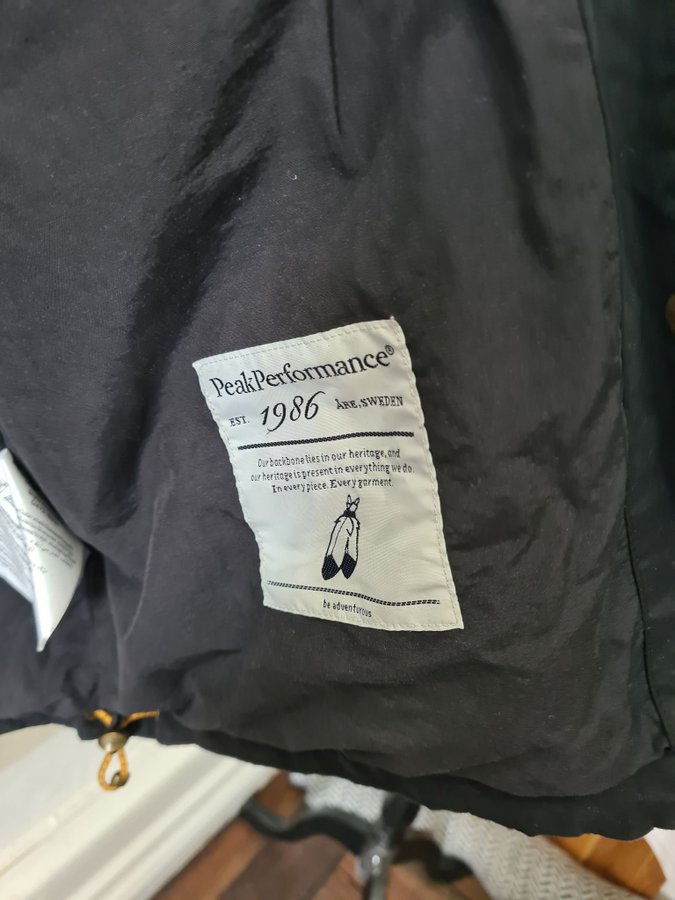 PeakPerformance®
EST. 1986 ÅRE, SWEDEN
Our backbone lies in our heritage, and
our heritage is present in everything we do.
In every piece. Every garment.
be adventurous